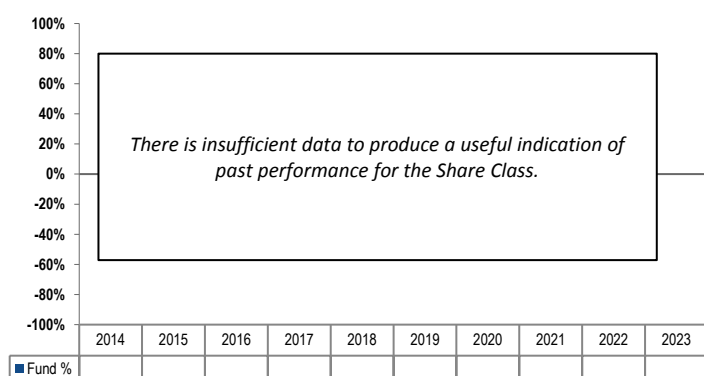 100%
80%
60%
40%
20%
0%
-20%
-40%
-60%
-80%
-100%
There is insufficient data to produce a useful indication of
past performance for the Share Class.
2014 2015 2016 2017 2018 2019 2020 2021 2022 2023
Fund %